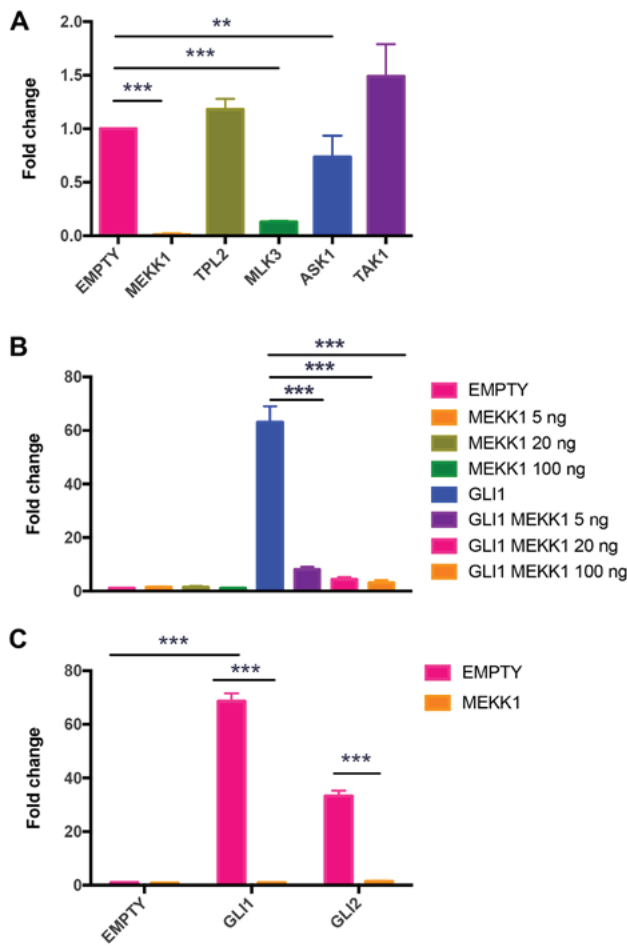 A
Fold change
2.0
1.5
1.0
0.5
0.0
**
***
***
EMPTY
MEKK1
TPL2
MLK3
ASK1
TAK1
B
Fold change
80
60
40
20
0
***
***
***
EMPTY
MEKK1 5 ng
MEKK1 20 ng
MEKK1 100 ng
GLI1
GLI1 MEKK1 5 ng
GLI1 MEKK1 20 ng
GLI1 MEKK1 100 ng
C
Fold change
80
60
40
20
0
***
***
***
EMPTY
GLI1
GLI2
EMPTY
MEKK1